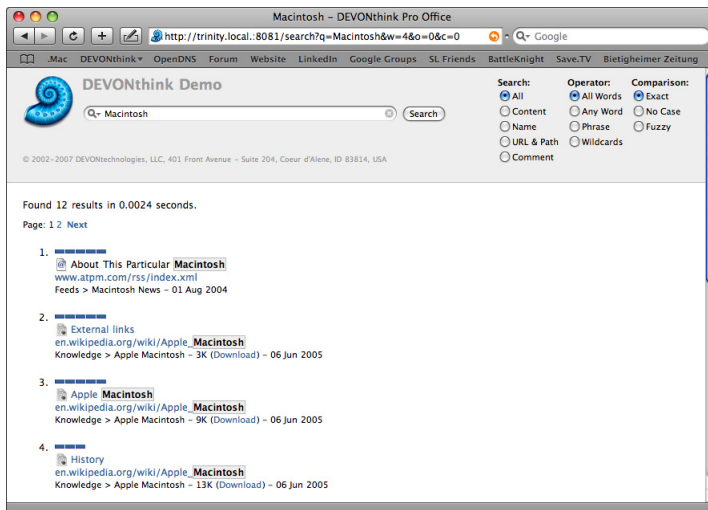 Macintosh – DEVONthink Pro Office
http://trinity.local.:8081/search?q=Macintosh&w=4&o=0&c=0
Google
.Mac DEVONthink OpenDNS Forum Website LinkedIn Google Groups SL Friends BattleKnight Save.TV Bietigheimer Zeitung
DEVONthink Demo
Macintosh
Search
Search: Operator: Comparison:
All All Words Exact
Content Any Word No Case
Name Phrase Fuzzy
URL & Path Wildcards
Comment
© 2002-2007 DEVONtechnologies, LLC, 401 Front Avenue – Suite 204, Coeur d'Alene, ID 83814, USA
Found 12 results in 0.0024 seconds.
Page: 1 2 Next
1.
About This Particular Macintosh
www.atpm.com/rss/index.xml
Feeds > Macintosh News – 01 Aug 2004
2.
External links
en.wikipedia.org/wiki/Apple_Macintosh
Knowledge > Apple Macintosh – 3K (Download) – 06 Jun 2005
3.
Apple Macintosh
en.wikipedia.org/wiki/Apple_Macintosh
Knowledge > Apple Macintosh – 9K (Download) – 06 Jun 2005
4.
History
en.wikipedia.org/wiki/Apple_Macintosh
Knowledge > Apple Macintosh – 13K (Download) – 06 Jun 2005